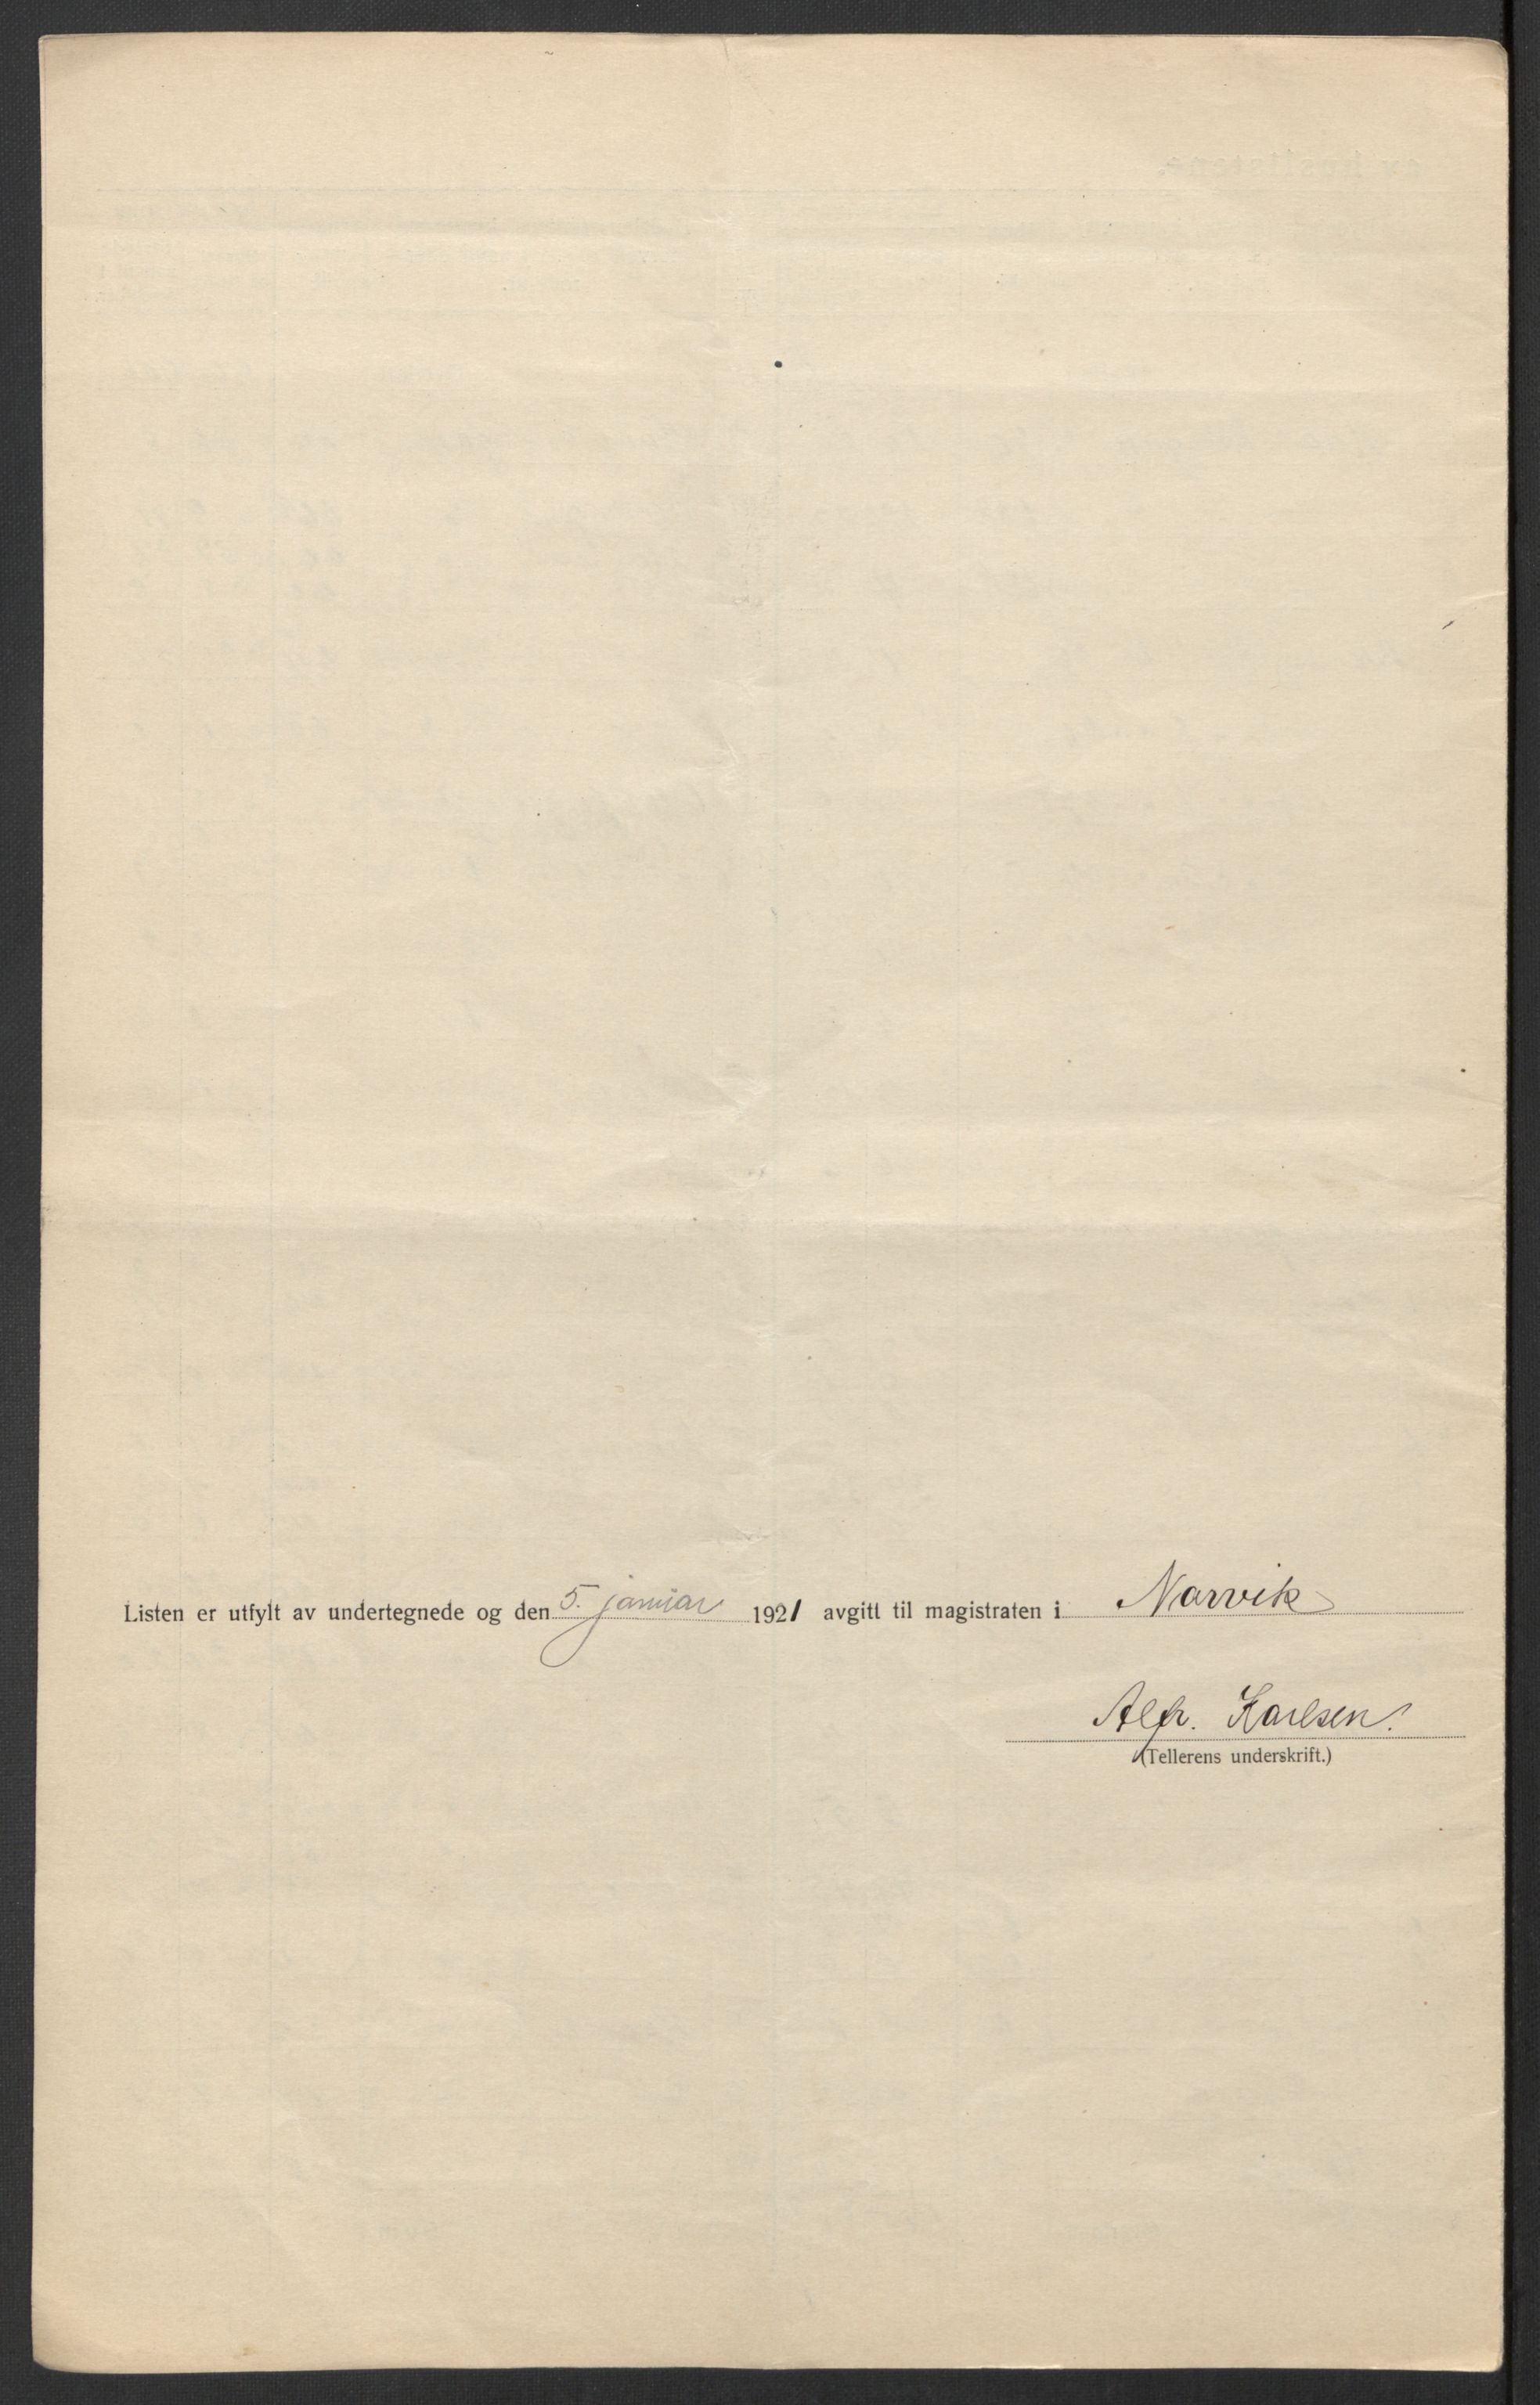 Listen er utfylt av undertegnede og den 5. januar 1921 avgitt til magistraten i Narvik
Alfr. Karlsen.
(Tellerens underskrift.)